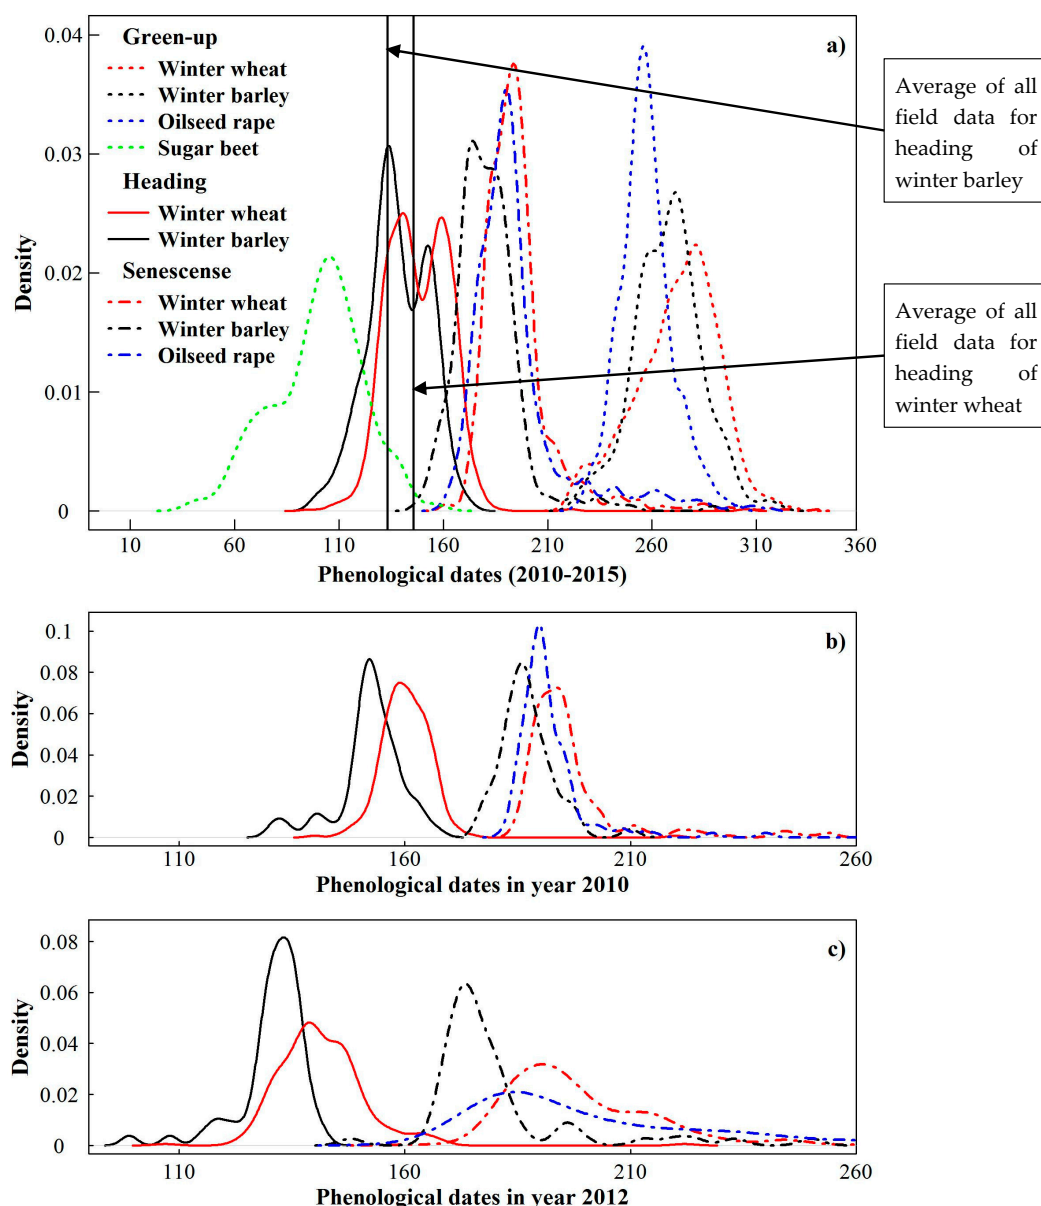 a)
0.04
0.03
0.02
0.01
0
Density
Green-up
Winter wheat
Winter barley
Oilseed rape
Sugar beet
Heading
Winter wheat
Winter barley
Senescense
Winter wheat
Winter barley
Oilseed rape
10 60 110 160 210 260 310 360
Phenological dates (2010-2015)
Average of all
field data for
heading of
winter barley
Average of all
field data for
heading of
winter wheat
b)
0.1
0.08
0.06
0.04
0.02
0
Density
110 160 210 260
Phenological dates in year 2010
c)
0.08
0.06
0.04
0.02
0
Density
110 160 210 260
Phenological dates in year 2012